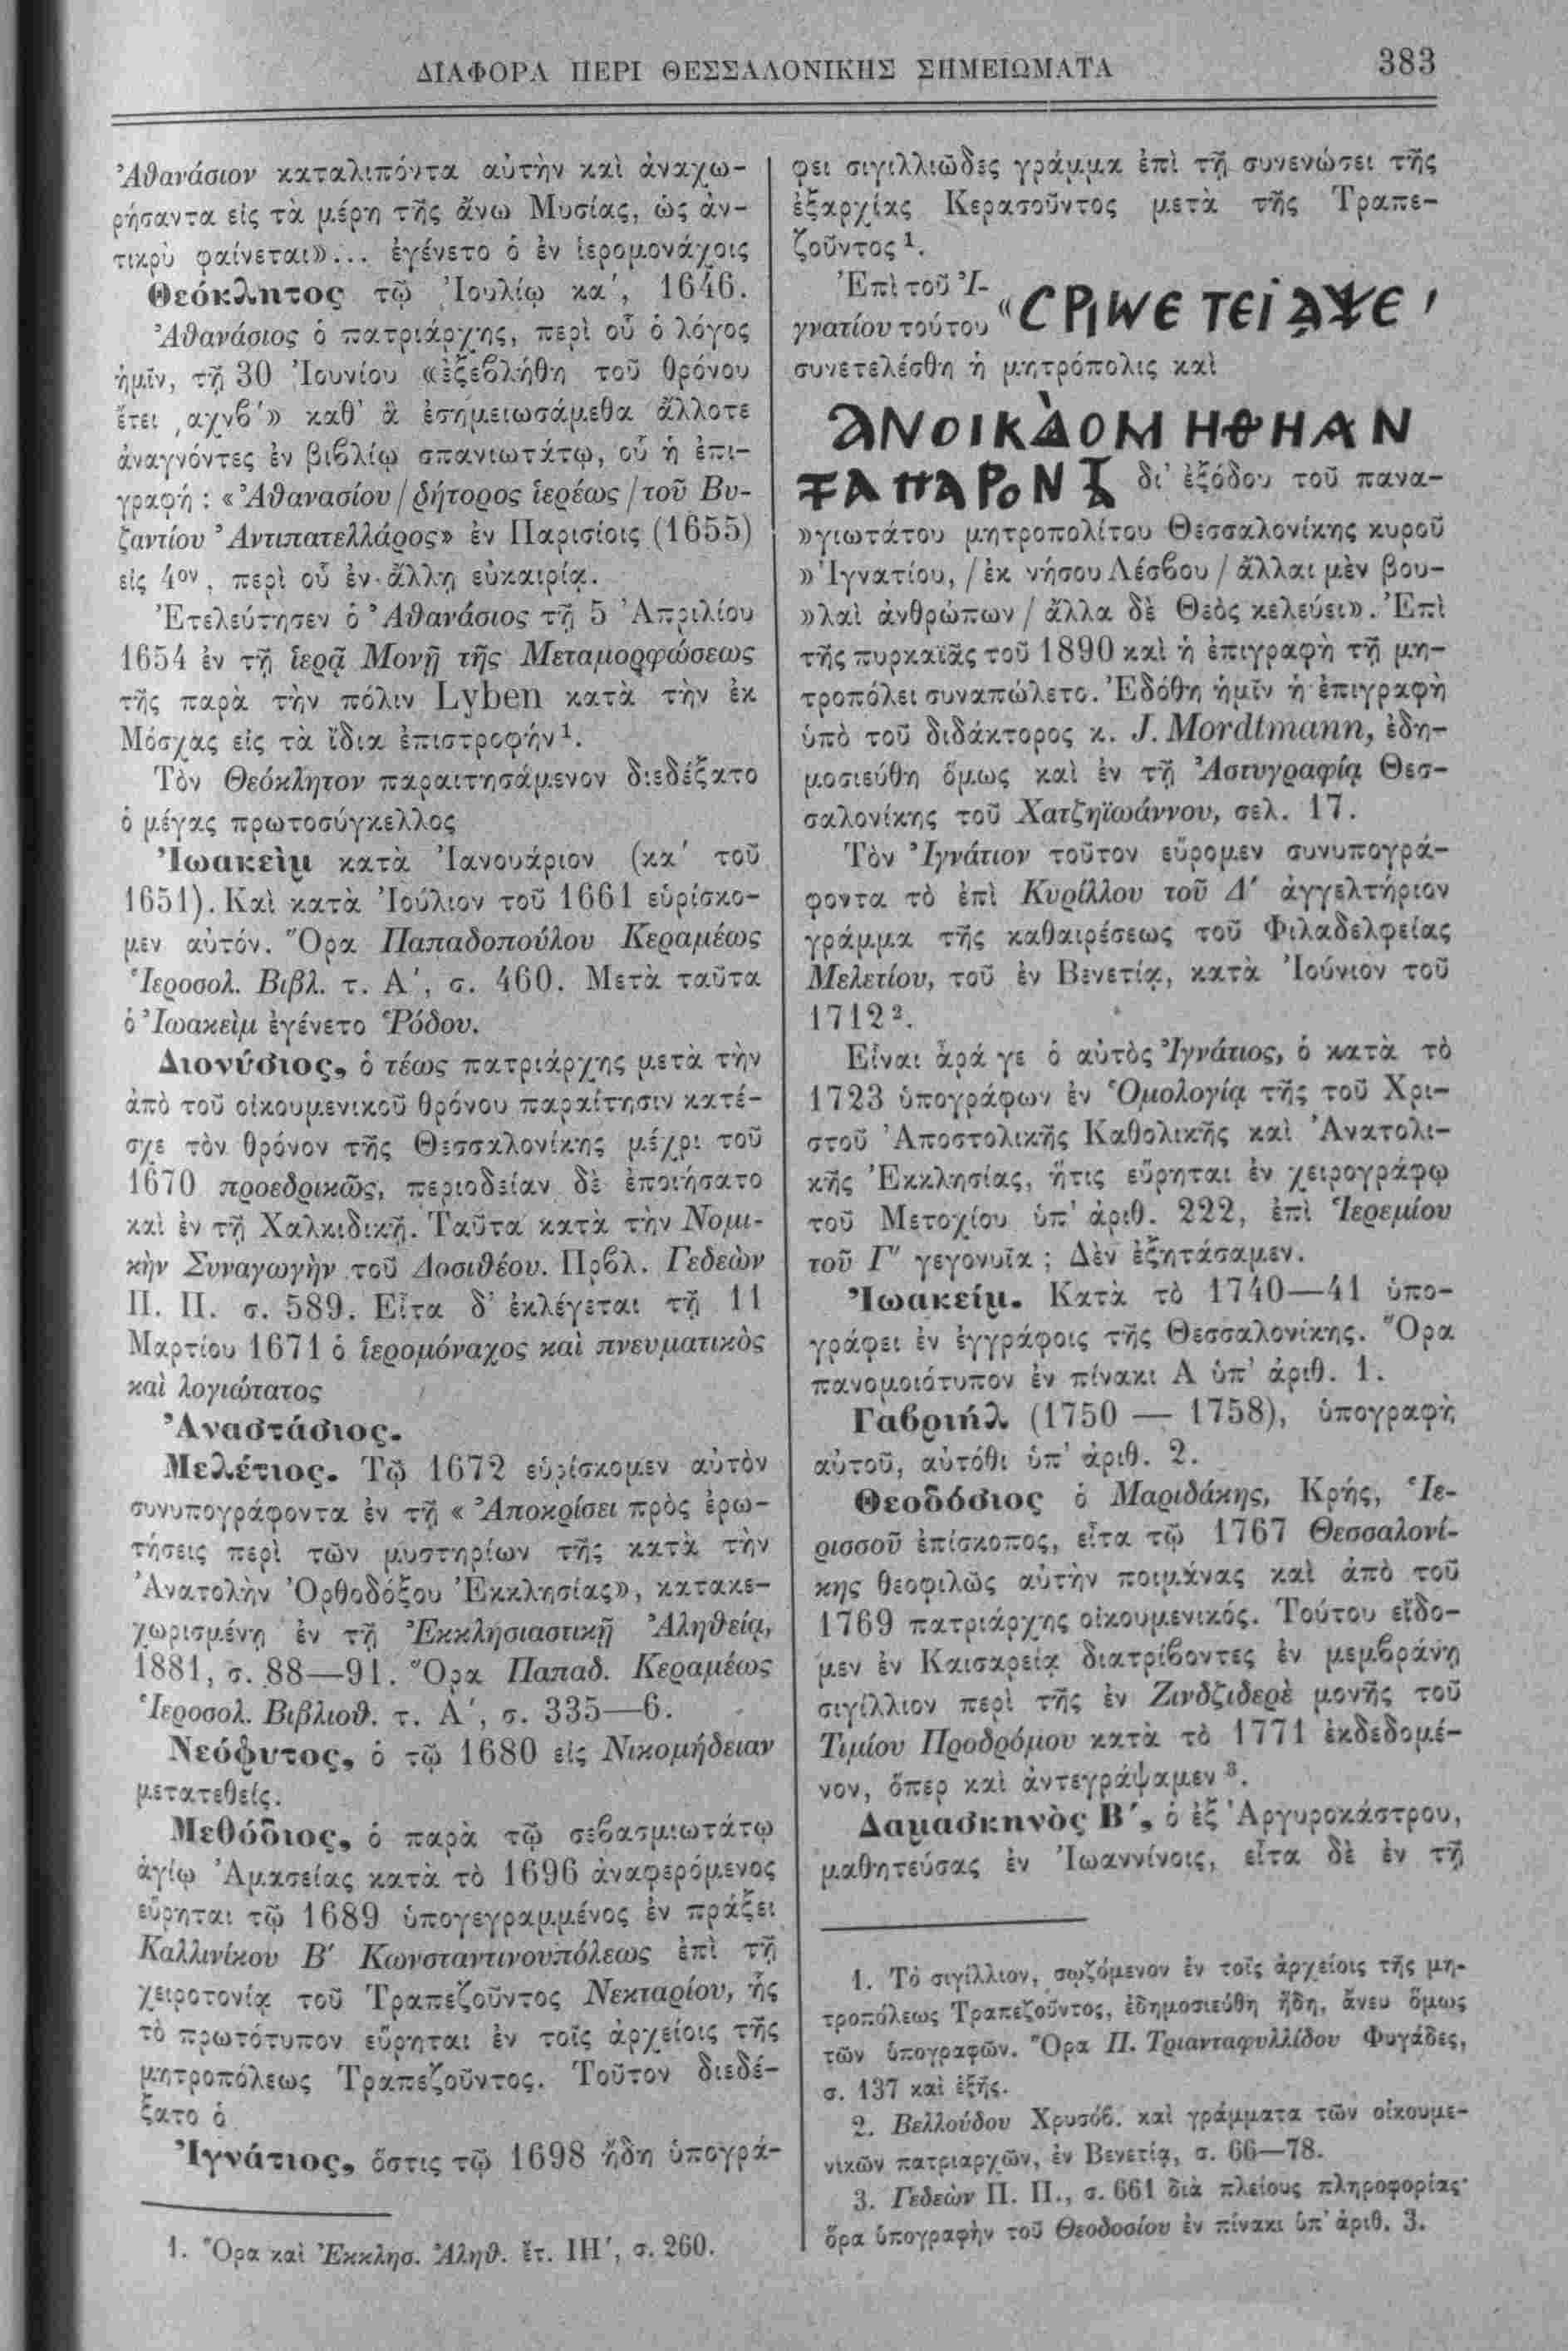 ΔΙΑΦΟΡΑ ΠΕΡΙ ΘΕΣΣΑΛΟΝΙΚΗΣ ΣΗΜΕΙΩΜΑΤΑ 383
Ἀθανάσιον καταλιπόντα αὐτὴν καὶ ἀναχω-
ρήσαντα εἰς τὰ μέρη τῆς ἄνω Μυσίας, ὡς ἀν-
τικρὺ φαίνεται»... ἐγένετο ὁ ἐν ἱερομονάχοις
Θεόκλητος τῷ Ἰουλίῳ κα΄, 1646.
Ἀθανάσιος ὁ πατριάρχης, περὶ οὗ ὁ λόγος
ἡμῖν, τῇ 30 Ἰουνίου «ἐξεβλήθη τοῦ θρόνου
ἔτει ͵αχνβ΄» καθ' ἃ ἐσημειωσάμεθα ἄλλοτε
ἀναγνόντες ἐν βιβλίῳ σπανιωτάτῳ, οὗ ἡ ἐπι-
γραφή : «Ἀθανασίου / ῥήτορος ἱερέως / τοῦ Βυ-
ζαντίου Ἀντιπατελλάρος» ἐν Παρισίοις (1655)
εἰς 4ον, περὶ οὗ ἐν ἄλλῃ εὐκαιρίᾳ.
Ἐτελεύτησεν ὁ Ἀθανάσιος τῇ 5 Ἀπριλίου
1654 ἐν τῇ ἱερᾷ Μονῇ τῆς Μεταμορφώσεως
τῆς παρὰ τὴν πόλιν Lyben κατὰ τὴν ἐκ
Μόσχας εἰς τὰ ἴδια ἐπιστροφήν¹.
Τὸν Θεόκλητον παραιτησάμενον διεδέξατο
ὁ μέγας πρωτοσύγκελλος
Ἰωακεὶμ κατὰ Ἰανουάριον (κα΄ τοῦ
1651). Καὶ κατὰ Ἰούλιον τοῦ 1661 εὑρίσκο-
μεν αὐτόν. Ὅρα Παπαδοπούλου Κεραμέως
Ἱεροσολ. Βιβλ. τ. Α΄, σ. 460. Μετὰ ταῦτα
ὁ Ἰωακεὶμ ἐγένετο Ῥόδου.
Διονύσιος, ὁ τέως πατριάρχης μετὰ τὴν
ἀπὸ τοῦ οἰκουμενικοῦ θρόνου παραίτησιν κατέ-
σχε τὸν θρόνον τῆς Θεσσαλονίκης μέχρι τοῦ
1670 προεδρικῶς, περιοδείαν δὲ ἐποιήσατο
καὶ ἐν τῇ Χαλκιδικῇ. Ταῦτα κατὰ τὴν Νομι-
κὴν Συναγωγὴν τοῦ Δοσιθέου. Πρβλ. Γεδεὼν
Π. Π. σ. 589. Εἶτα δ' ἐκλέγεται τῇ 11
Μαρτίου 1671 ὁ ἱερομόναχος καὶ πνευματικὸς
καὶ λογιώτατος
Ἀναστάσιος.
Μελέτιος. Τῷ 1672 εὑρίσκομεν αὐτὸν
συνυπογράφοντα ἐν τῇ «Ἀποκρίσει πρὸς ἐρω-
τήσεις περὶ τῶν μυστηρίων τῆς κατὰ τὴν
Ἀνατολὴν Ὀρθοδόξου Ἐκκλησίας», κατακε-
χωρισμένῃ ἐν τῇ Ἐκκλησιαστικῇ Ἀληθείᾳ,
1881, σ. 88—91. Ὅρα Παπαδ. Κεραμέως
Ἱεροσολ. Βιβλιοθ. τ. Α΄, σ. 335—6.
Νεόφυτος, ὁ τῷ 1680 εἰς Νικομήδειαν
μετατεθείς.
Μεθόδιος, ὁ παρὰ τῷ σεβασμιωτάτῳ
ἁγίῳ Ἀμασείας κατὰ τὸ 1696 ἀναφερόμενος
εὕρηται τῷ 1689 ὑπογεγραμμένος ἐν πράξει
Καλλινίκου Β΄ Κωνσταντινουπόλεως ἐπὶ τῇ
χειροτονίᾳ τοῦ Τραπεζοῦντος Νεκταρίου, ἧς
τὸ πρωτότυπον εὕρηται ἐν τοῖς ἀρχείοις τῆς
μητροπόλεως Τραπεζοῦντος. Τοῦτον διεδέ-
ξατο ὁ
Ἰγνάτιος, ὅστις τῷ 1698 ἤδη ὑπογρά-
1. Ὅρα καὶ Ἐκκλησ. Ἀληθ. ἔτ. ΙΗ΄, σ. 260.
φει σιγιλλιῶδες γράμμα ἐπὶ τῇ συνενώσει τῆς
ἐξαρχίας Κερασοῦντος μετὰ τῆς Τραπε-
ζοῦντος¹.
Ἐπὶ τοῦ Ἰ-
γνατίου τούτου «CΡΙΨΕ ΤΕΙ ΑΨΕ΄
συνετελέσθη ἡ μητρόπολις καὶ
ΑΝΟΙΚΔΟΜΗΘΗ ΑΝ
ΠΑΡΟΝ δι' ἐξόδου τοῦ πανα-
»γιωτάτου μητροπολίτου Θεσσαλονίκης κυροῦ
»Ἰγνατίου, / ἐκ νήσου Λέσβου / ἄλλαι μὲν βου-
»λαὶ ἀνθρώπων / ἄλλα δὲ Θεὸς κελεύει». Ἐπὶ
τῆς πυρκαϊᾶς τοῦ 1890 καὶ ἡ ἐπιγραφὴ τῇ μη-
τροπόλει συναπώλετο. Ἐδόθη ἡμῖν ἡ ἐπιγραφὴ
ὑπὸ τοῦ διδάκτορος κ. J. Mordtmann, ἐδη-
μοσιεύθη ὅμως καὶ ἐν τῇ Ἀστυγραφίᾳ Θεσ-
σαλονίκης τοῦ Χατζηϊωάννου, σελ. 17.
Τὸν Ἰγνάτιον τοῦτον εὕρομεν συνυπογρά-
φοντα τὸ ἐπὶ Κυρίλλου τοῦ Δ΄ ἀγγελτήριον
γράμμα τῆς καθαιρέσεως τοῦ Φιλαδελφείας
Μελετίου, τοῦ ἐν Βενετίᾳ, κατὰ Ἰούνιον τοῦ
1712².
Εἶναι ἆρά γε ὁ αὐτὸς Ἰγνάτιος, ὁ κατὰ τὸ
1723 ὑπογράφων ἐν Ὁμολογίᾳ τῆς τοῦ Χρι-
στοῦ Ἀποστολικῆς Καθολικῆς καὶ Ἀνατολι-
κῆς Ἐκκλησίας, ἥτις εὕρηται ἐν χειρογράφῳ
τοῦ Μετοχίου ὑπ' ἀριθ. 222, ἐπὶ Ἱερεμίου
τοῦ Γ΄ γεγονυῖα ; Δὲν ἐξητάσαμεν.
Ἰωακείμ. Κατὰ τὸ 1740—41 ὑπο-
γράφει ἐν ἐγγράφοις τῆς Θεσσαλονίκης. Ὅρα
πανομοιότυπον ἐν πίνακι Α ὑπ' ἀριθ. 1.
Γαβριήλ (1750 — 1758), ὑπογραφὴ
αὐτοῦ, αὐτόθι ὑπ' ἀριθ. 2.
Θεοδόσιος ὁ Μαριδάκης, Κρής, Ἱε-
ρισσοῦ ἐπίσκοπος, εἶτα τῷ 1767 Θεσσαλονί-
κης θεοφιλῶς αὐτὴν ποιμάνας καὶ ἀπὸ τοῦ
1769 πατριάρχης οἰκουμενικός. Τούτου εἴδο-
μεν ἐν Καισαρείᾳ διατρίβοντες ἐν μεμβράνῃ
σιγίλλιον περὶ τῆς ἐν Ζινδζιδερὲ μονῆς τοῦ
Τιμίου Προδρόμου κατὰ τὸ 1771 ἐκδεδομέ-
νον, ὅπερ καὶ ἀντεγράψαμεν³.
Δαμασκηνὸς Β΄, ὁ ἐξ Ἀργυροκάστρου,
μαθητεύσας ἐν Ἰωαννίνοις, εἶτα δὲ ἐν τῇ
1. Τὸ σιγίλλιον, σῳζόμενον ἐν τοῖς ἀρχείοις τῆς μη-
τροπόλεως Τραπεζοῦντος, ἐδημοσιεύθη ἤδη, ἄνευ ὅμως
τῶν ὑπογραφῶν. Ὅρα Π. Τριανταφυλλίδου Φυγάδες,
σ. 137 καὶ ἑξῆς.
2. Βελλούδου Χρυσόβ. καὶ γράμματα τῶν οἰκουμε-
νικῶν πατριαρχῶν, ἐν Βενετίᾳ, σ. 66—78.
3. Γεδεὼν Π. Π., σ. 661 διὰ πλείους πληροφορίας·
ὅρα ὑπογραφὴν τοῦ Θεοδοσίου ἐν πίνακι ὑπ' ἀριθ. 3.